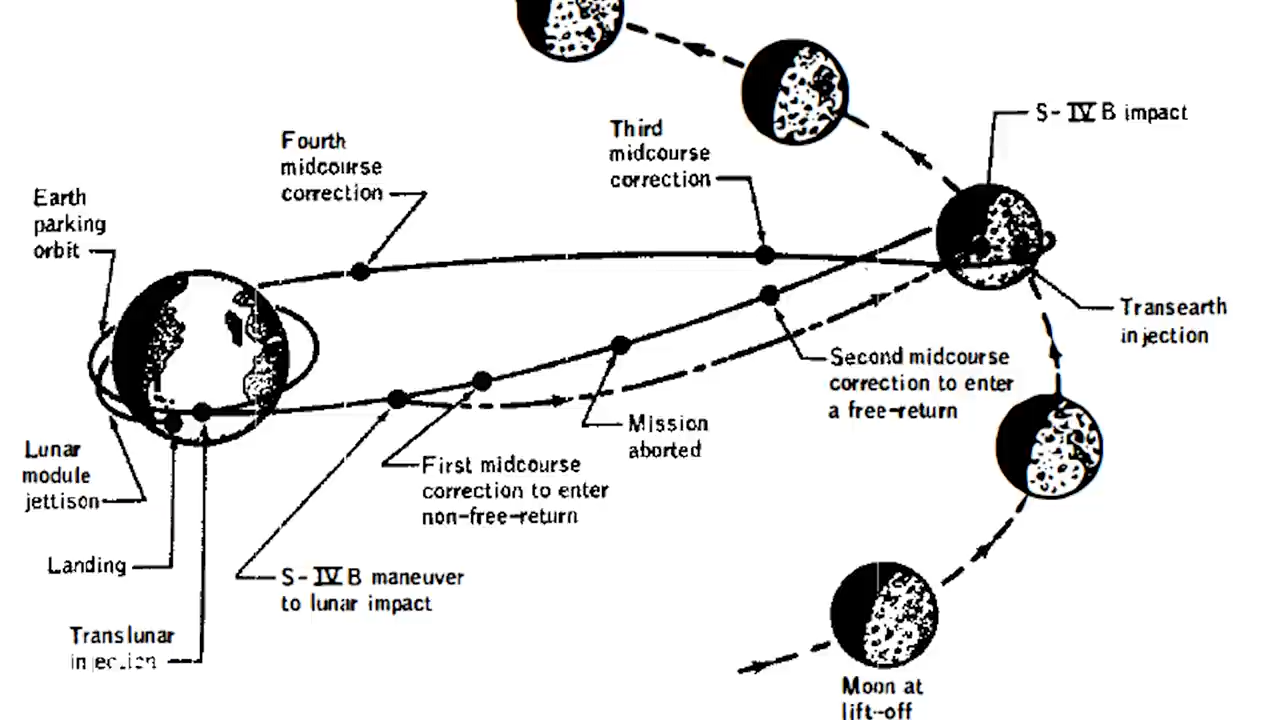 S-IVB impact
Third
midcourse
correction
Fourth
midcourse
correction
Earth
parking
orbit
Transearth
injection
Second midcourse
correction to enter
a free-return
Mission
aborted
First midcourse
correction to enter
non-free-return
Lunar
module
jettison
Landing
S-IVB maneuver
to lunar impact
Translunar
injection
Moon at
lift-off